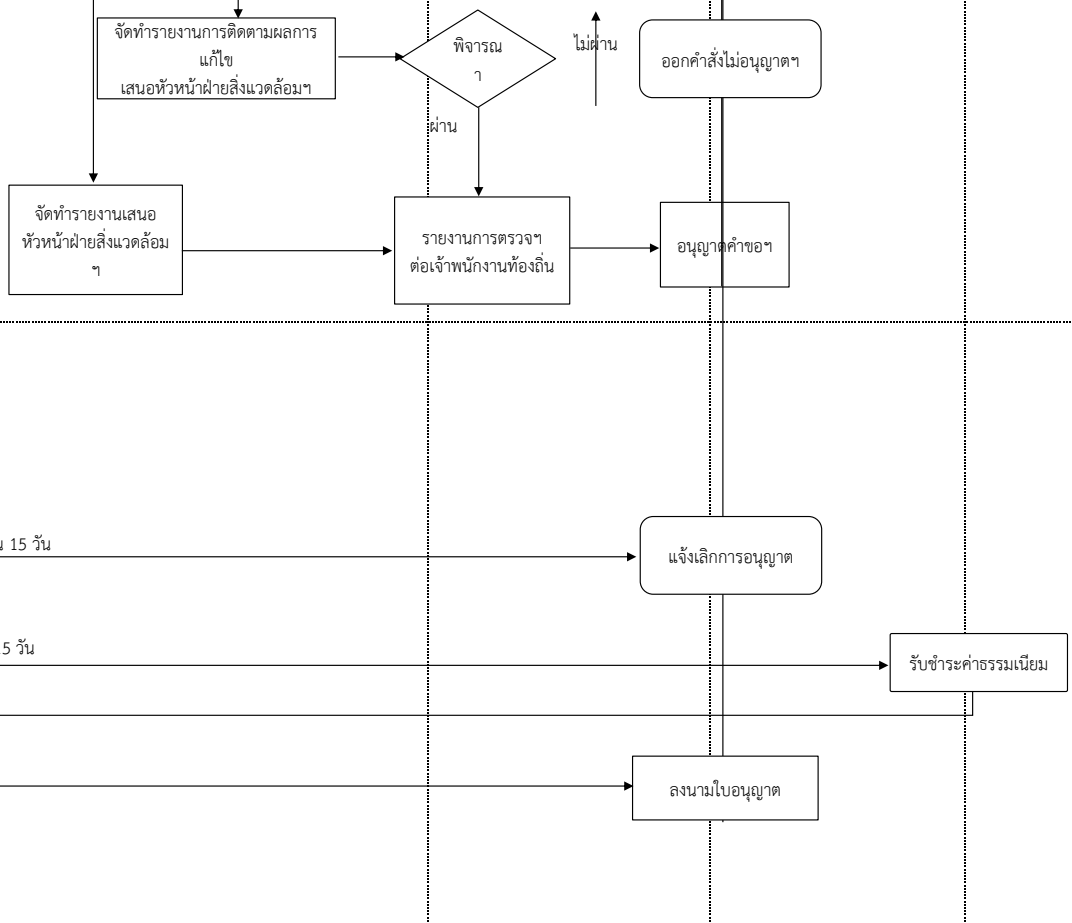 จัดทำรายงานการติดตามผลการ
แก้ไข
เสนอหัวหน้าฝ่ายสิ่งแวดล้อมฯ
พิจารณ
า
ไม่ผ่าน
ออกคำสั่งไม่อนุญาตฯ
ผ่าน
จัดทำรายงานเสนอ
หัวหน้าฝ่ายสิ่งแวดล้อม
ฯ
รายงานการตรวจฯ
ต่อเจ้าพนักงานท้องถิ่น
อนุญาตคำขอฯ
น 15 วัน
แจ้งเลิกการอนุญาต
5 วัน
รับชำระค่าธรรมเนียม
ลงนามใบอนุญาต